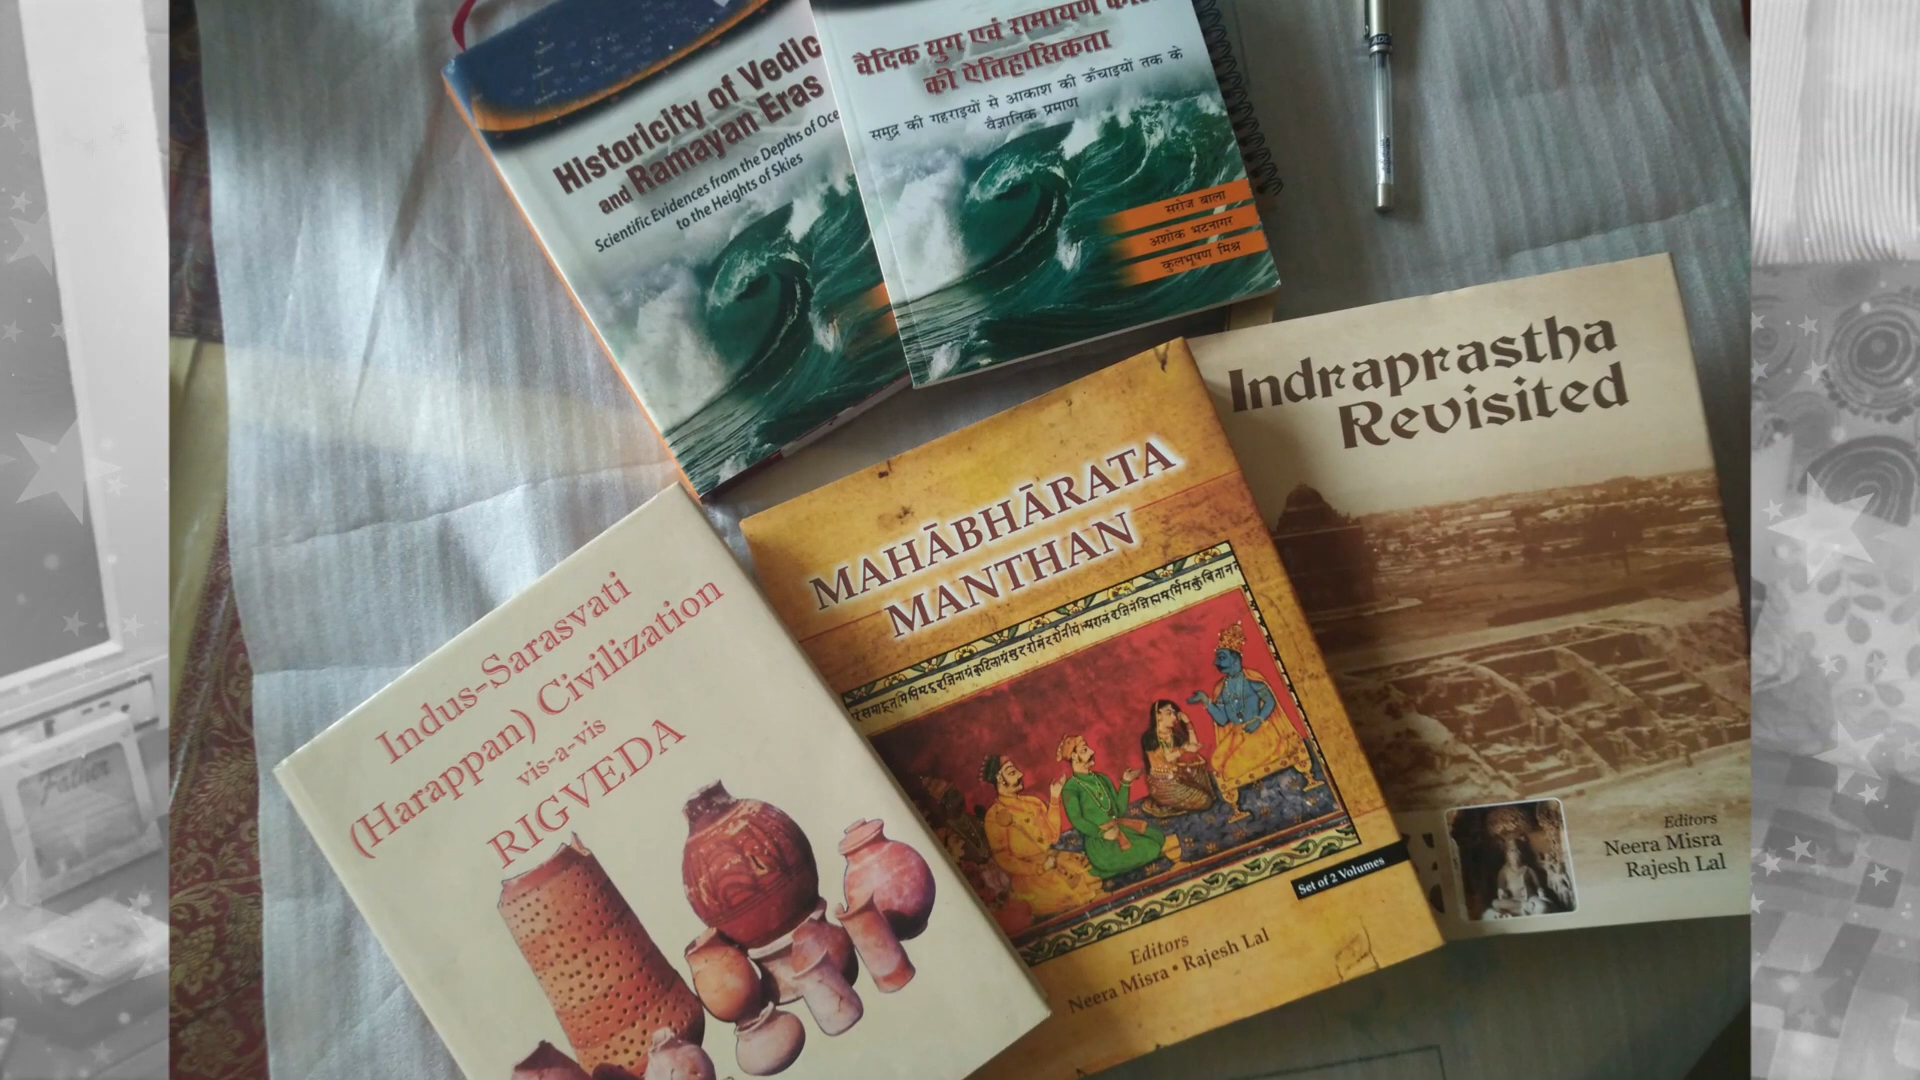 Historicity of Vedic
and Ramayan Eras
Scientific Evidences from the Depths of
to the Heights of Skies
वैदिक युग एवं रामायण
की ऐतिहासिकता
समुद्र की गहराइयों से आकाश की ऊँचाइयों तक के
वैज्ञानिक प्रमाण
सरोज बाला
अशोक भटनागर
कुलभूषण मिश्र
Indraprastha
Revisited
Editors
Neera Misra
Rajesh Lal
MAHĀBHĀRATA
MANTHAN
Set of 2 Volumes
Editors
Neera Misra • Rajesh Lal
Indus-Sarasvati
(Harappan) Civilization
vis-a-vis
RIGVEDA
Father